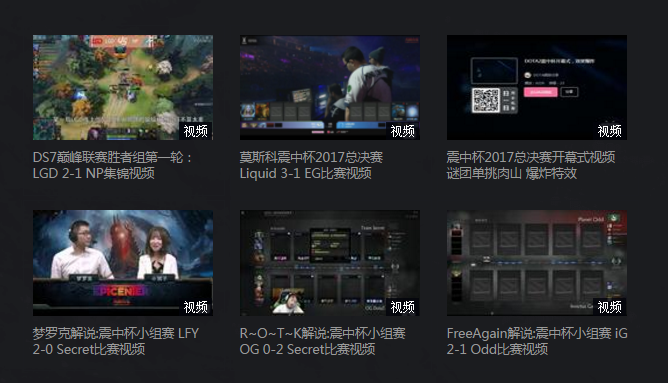 视频
视频
视频
DS7巅峰联赛胜者组第一轮：
LGD 2-1 NP集锦视频
莫斯科震中杯2017总决赛
Liquid 3-1 EG比赛视频
震中杯2017总决赛开幕式视频
谜团单挑肉山 爆炸特效
EPICENTER
Team Secret
Planet Odd
视频
视频
视频
梦罗克解说:震中杯小组赛 LFY
2-0 Secret比赛视频
R~O~T~K解说:震中杯小组赛
OG 0-2 Secret比赛视频
FreeAgain解说:震中杯小组赛 iG
2-1 Odd比赛视频